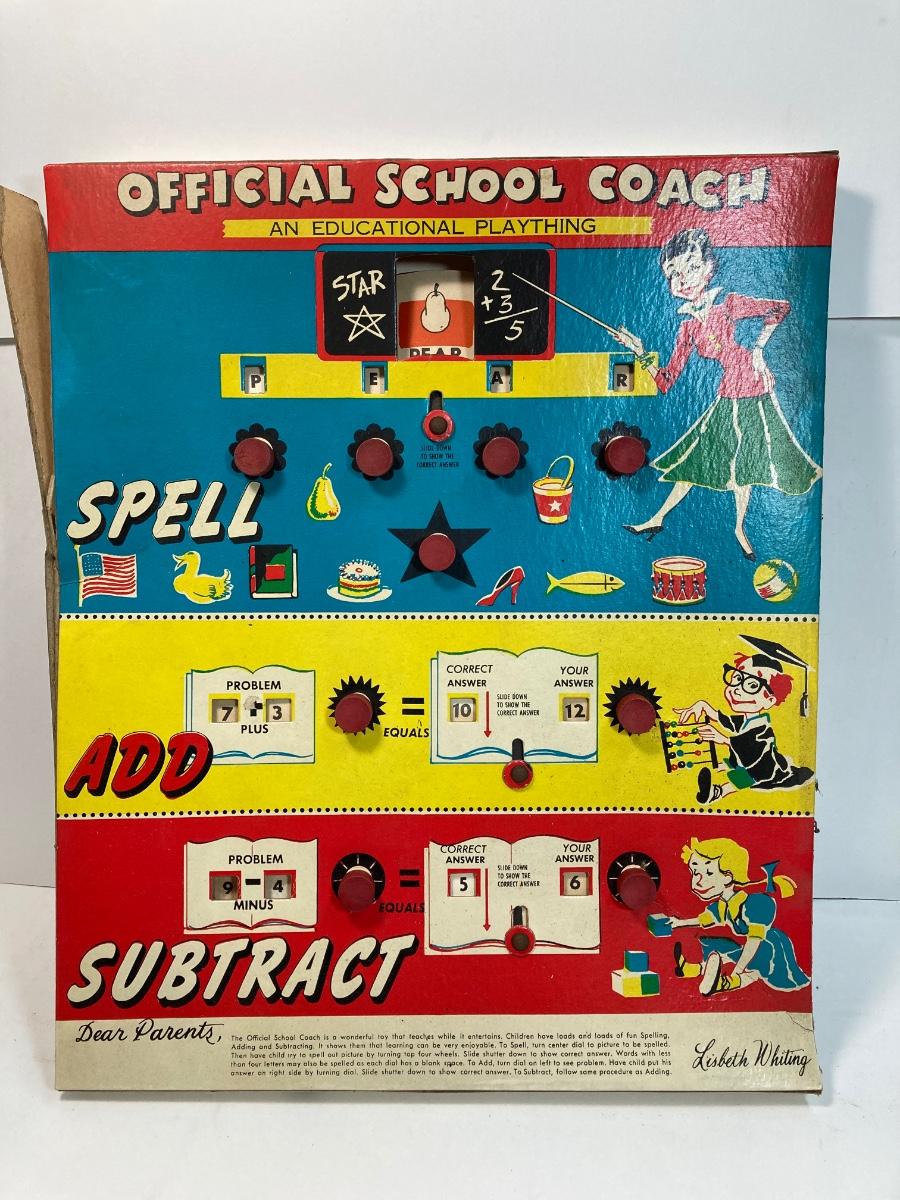 OFFICIAL SCHOOL COACH
AN EDUCATIONAL PLAYTHING
STAR
2
+3
5
PEAR
P E A R
SLIDE DOWN
TO SHOW THE
CORRECT ANSWER
SPELL
PROBLEM
7 + 3
PLUS
=
EQUALS
CORRECT
ANSWER
10
SLIDE DOWN
TO SHOW THE
CORRECT ANSWER
YOUR
ANSWER
12
ADD
PROBLEM
9 - 4
MINUS
=
EQUALS
CORRECT
ANSWER
5
SLIDE DOWN
TO SHOW THE
CORRECT ANSWER
YOUR
ANSWER
6
SUBTRACT
Dear Parents,
The Official School Coach is a wonderful toy that teaches while it entertains. Children have loads and loads of fun Spelling,
Adding and Subtracting. It shows them that learning can be very enjoyable. To Spell, turn center dial to picture to be spelled.
Then have child try to spell out picture by turning top four wheels. Slide shutter down to show correct answer. Words with less
than four letters may also be spelled as each dial has a blank space. To Add, turn dial on left to see problem. Have child put his
answer on right side by turning dial. Slide shutter down to show correct answer. To Subtract, follow same procedure as Adding.
Lisbeth Whiting